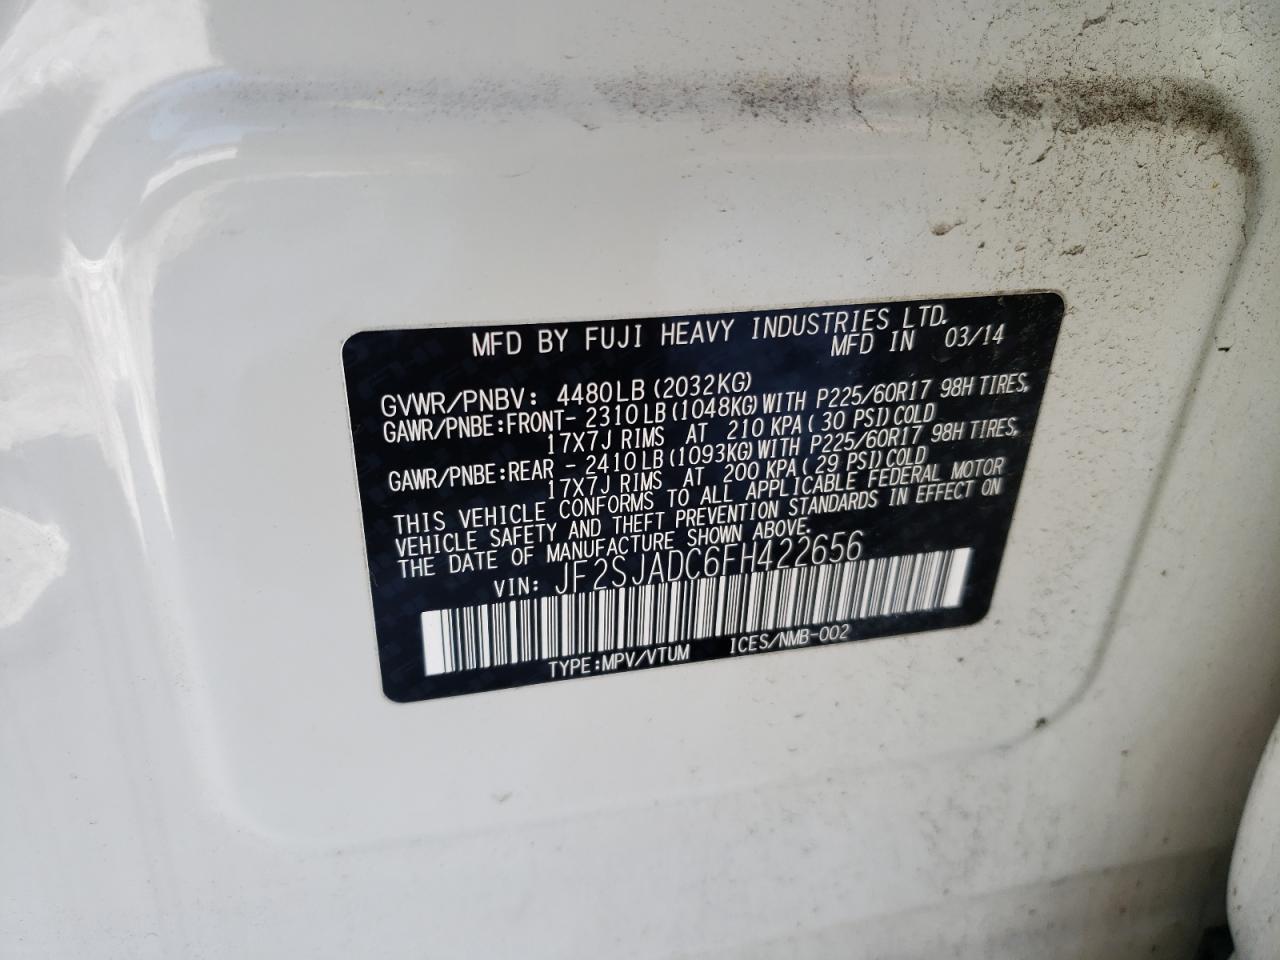 MFD BY FUJI HEAVY INDUSTRIES LTD.
MFD IN 03/14
GVWR/PNBV: 4480LB(2032KG)
GAWR/PNBE:FRONT- 2310LB(1048KG)WITH P225/60R17 98H TIRES,
17X7J RIMS AT 210 KPA(30 PSI)COLD
GAWR/PNBE:REAR - 2410LB(1093KG)WITH P225/60R17 98H TIRES,
17X7J RIMS AT 200 KPA(29 PSI)COLD
THIS VEHICLE CONFORMS TO ALL APPLICABLE FEDERAL MOTOR
VEHICLE SAFETY AND THEFT PREVENTION STANDARDS IN EFFECT ON
THE DATE OF MANUFACTURE SHOWN ABOVE.
VIN: JF2SJADC6FH422656
TYPE:MPV/VTUM ICES/NMB-002